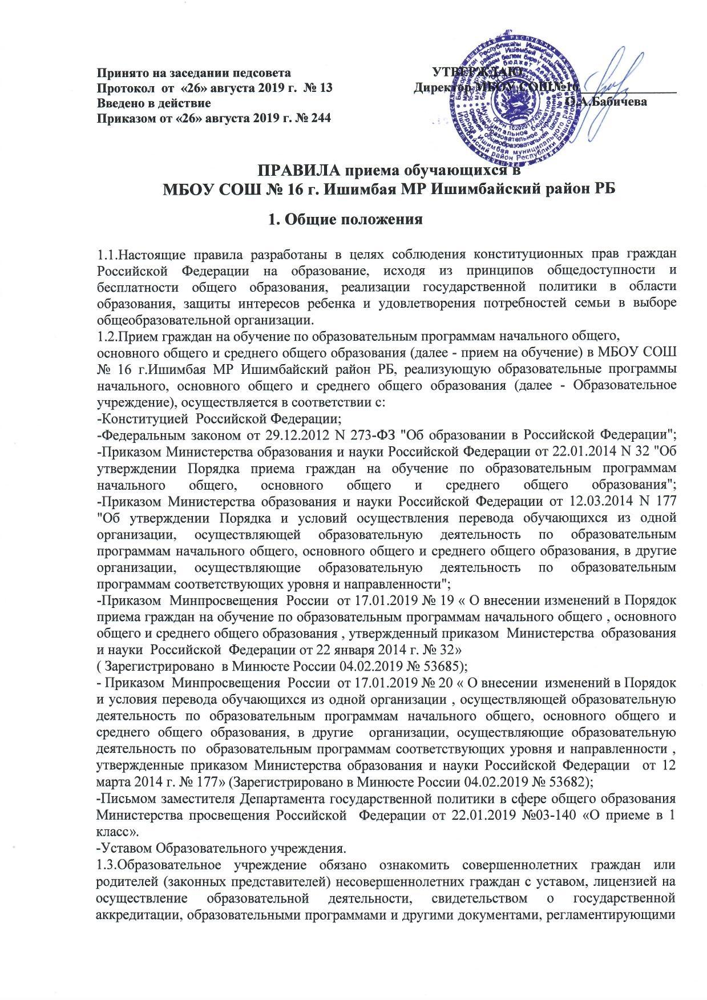 Принято на заседании педсовета УТВЕРЖДАЮ
Протокол от «26» августа 2019 г. № 13 Директор МБОУ СОШ№16
Введено в действие О.А.Бабичева
Приказом от «26» августа 2019 г. № 244
ПРАВИЛА приема обучающихся в
МБОУ СОШ № 16 г. Ишимбая МР Ишимбайский район РБ
1. Общие положения
1.1.Настоящие правила разработаны в целях соблюдения конституционных прав граждан
Российской Федерации на образование, исходя из принципов общедоступности и
бесплатности общего образования, реализации государственной политики в области
образования, защиты интересов ребенка и удовлетворения потребностей семьи в выборе
общеобразовательной организации.
1.2.Прием граждан на обучение по образовательным программам начального общего,
основного общего и среднего общего образования (далее - прием на обучение) в МБОУ СОШ
№ 16 г.Ишимбая МР Ишимбайский район РБ, реализующую образовательные программы
начального, основного общего и среднего общего образования (далее - Образовательное
учреждение), осуществляется в соответствии с:
-Конституцией Российской Федерации;
-Федеральным законом от 29.12.2012 N 273-ФЗ "Об образовании в Российской Федерации";
-Приказом Министерства образования и науки Российской Федерации от 22.01.2014 N 32 "Об
утверждении Порядка приема граждан на обучение по образовательным программам
начального общего, основного общего и среднего общего образования";
-Приказом Министерства образования и науки Российской Федерации от 12.03.2014 N 177
"Об утверждении Порядка и условий осуществления перевода обучающихся из одной
организации, осуществляющей образовательную деятельность по образовательным
программам начального общего, основного общего и среднего общего образования, в другие
организации, осуществляющие образовательную деятельность по образовательным
программам соответствующих уровня и направленности";
-Приказом Минпросвещения России от 17.01.2019 № 19 « О внесении изменений в Порядок
приема граждан на обучение по образовательным программам начального общего , основного
общего и среднего общего образования , утвержденный приказом Министерства образования
и науки Российской Федерации от 22 января 2014 г. № 32»
( Зарегистрировано в Минюсте России 04.02.2019 № 53685);
- Приказом Минпросвещения России от 17.01.2019 № 20 « О внесении изменений в Порядок
и условия перевода обучающихся из одной организации , осуществляющей образовательную
деятельность по образовательным программам начального общего, основного общего и
среднего общего образования, в другие организации, осуществляющие образовательную
деятельность по образовательным программам соответствующих уровня и направленности ,
утвержденные приказом Министерства образования и науки Российской Федерации от 12
марта 2014 г. № 177» (Зарегистрировано в Минюсте России 04.02.2019 № 53682);
-Письмом заместителя Департамента государственной политики в сфере общего образования
Министерства просвещения Российской Федерации от 22.01.2019 №03-140 «О приеме в 1
класс».
-Уставом Образовательного учреждения.
1.3.Образовательное учреждение обязано ознакомить совершеннолетних граждан или
родителей (законных представителей) несовершеннолетних граждан с уставом, лицензией на
осуществление образовательной деятельности, свидетельством о государственной
аккредитации, образовательными программами и другими документами, регламентирующими